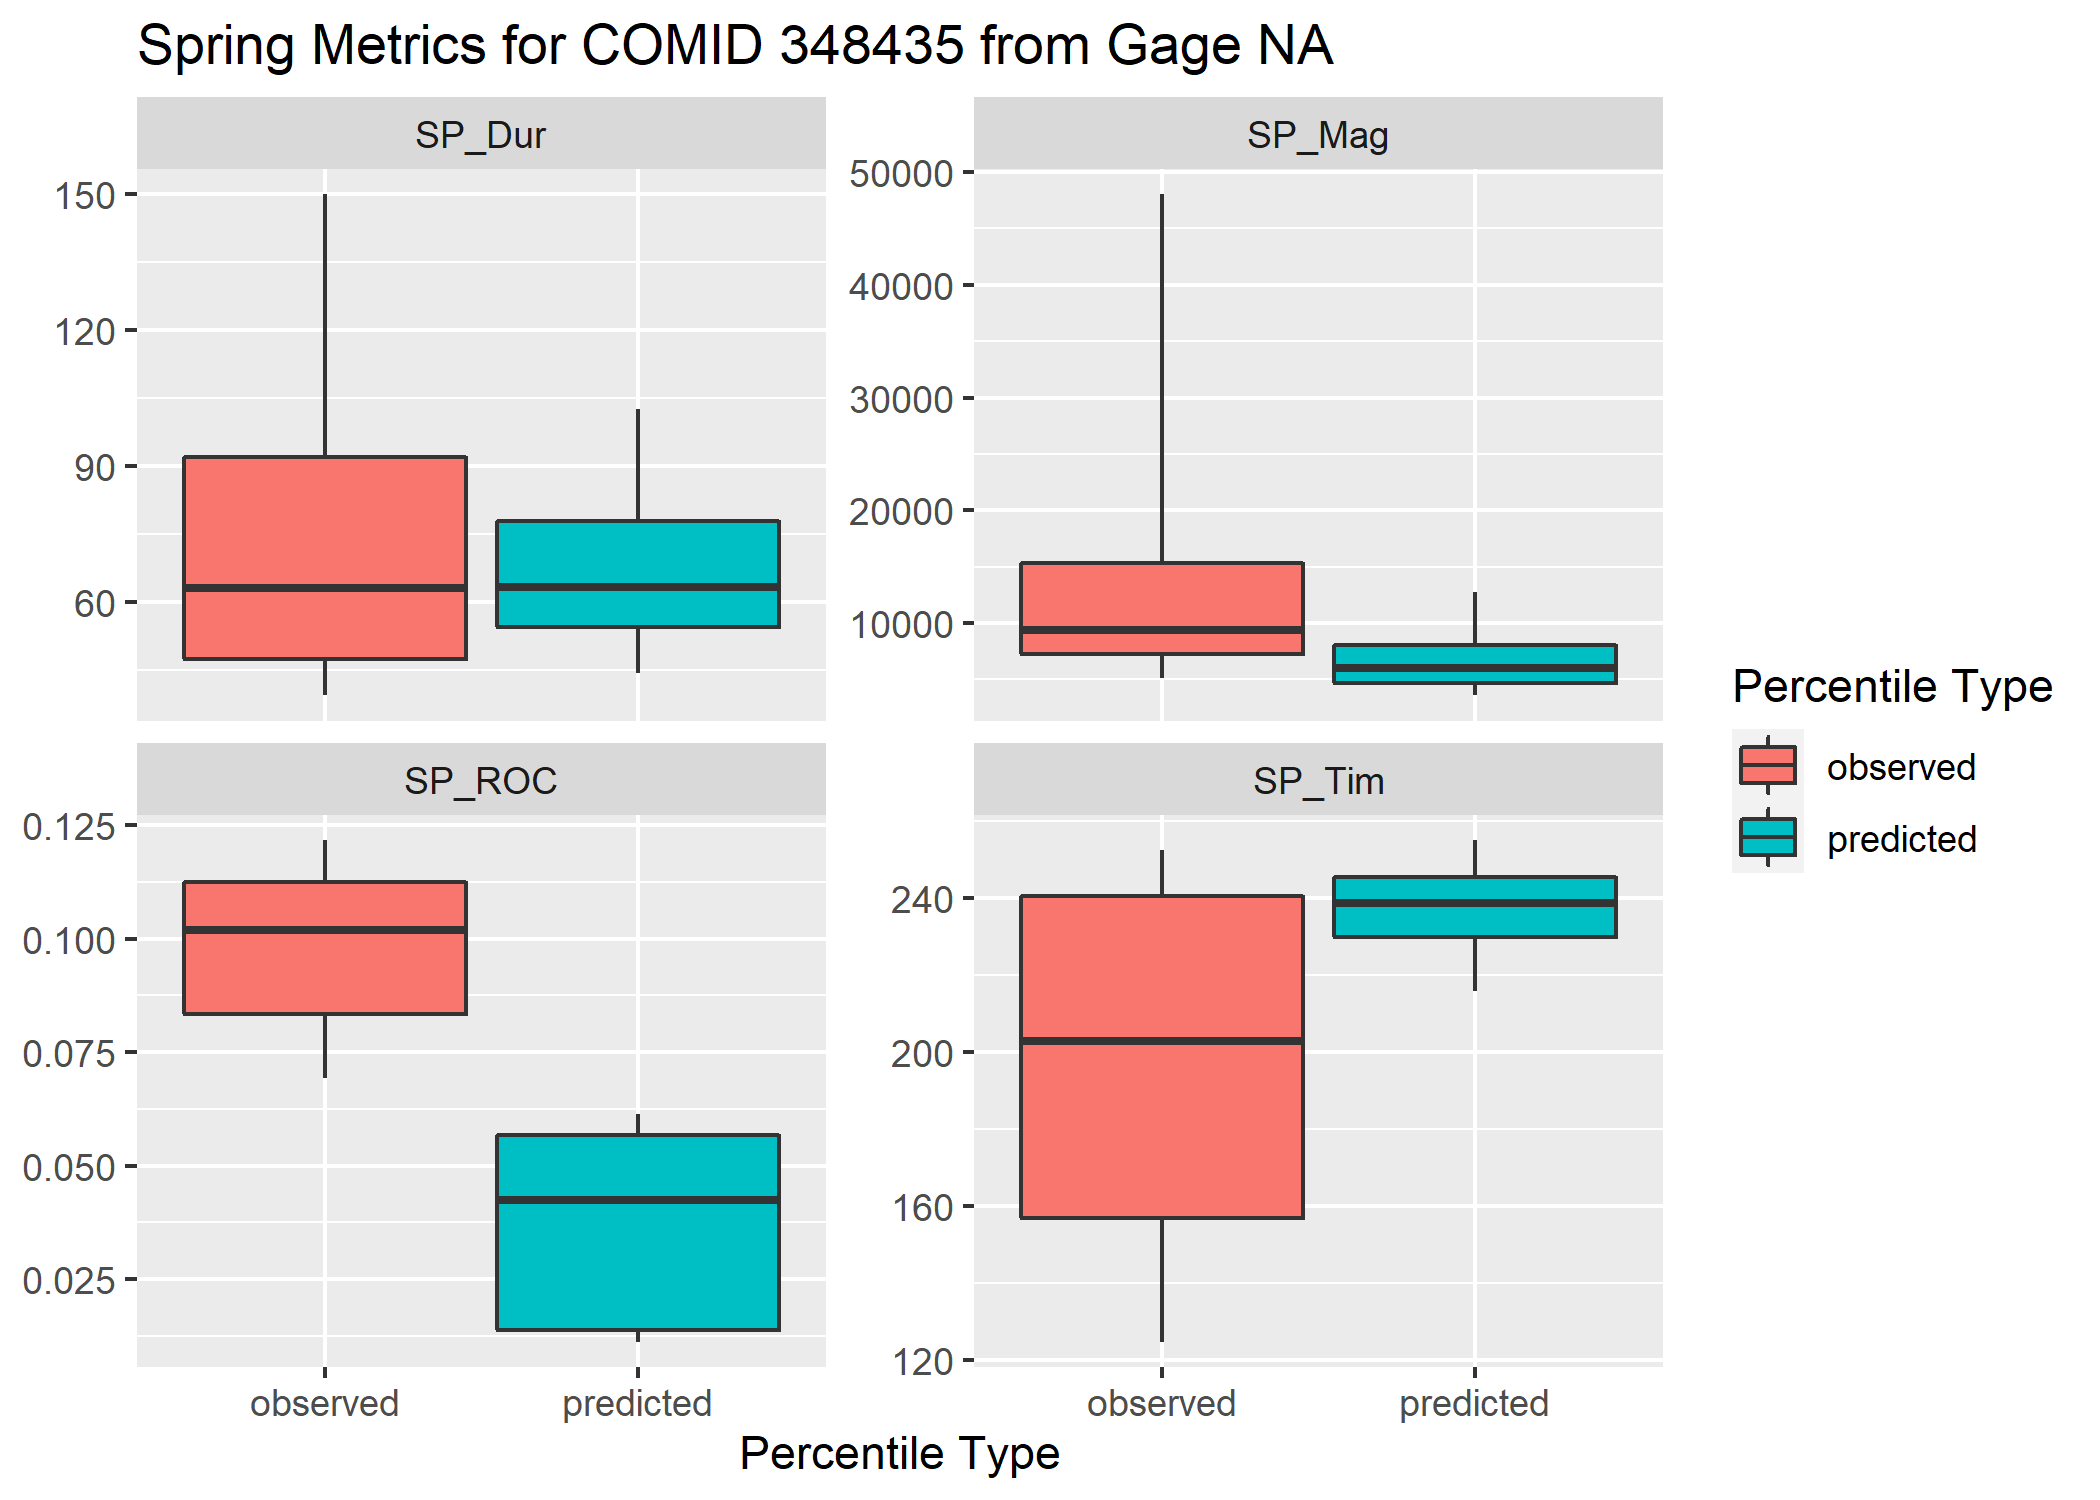 Spring Metrics for COMID 348435 from Gage NA
SP_Dur
150
120
90
60
SP_Mag
50000
40000
30000
20000
10000
SP_ROC
0.125
0.100
0.075
0.050
0.025
observed
predicted
SP_Tim
240
200
160
120
observed
predicted
Percentile Type
Percentile Type
observed
predicted